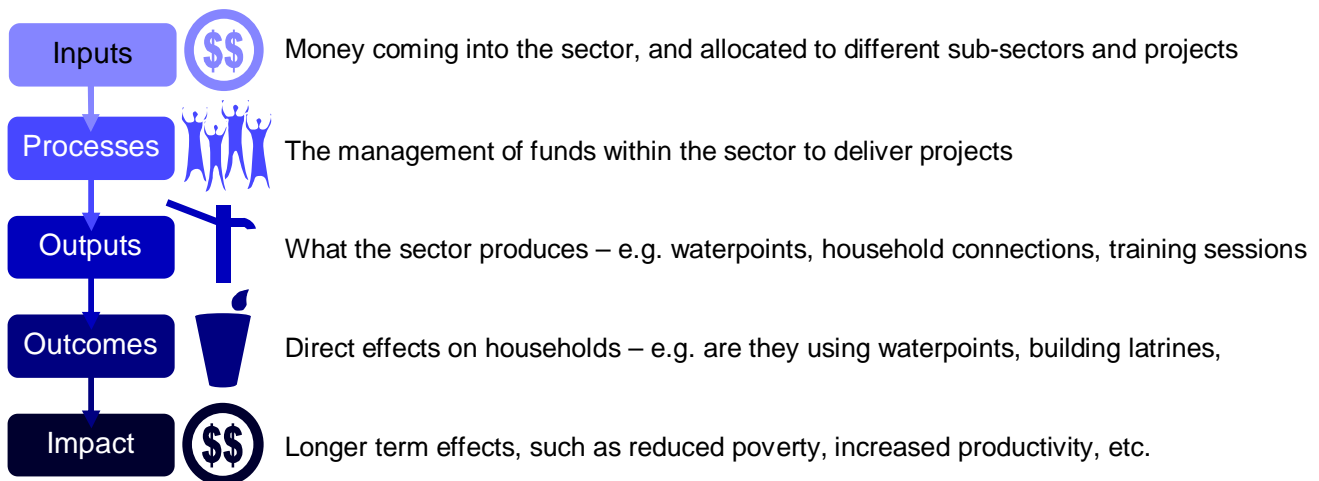 Inputs $$ Money coming into the sector, and allocated to different sub-sectors and projects
Processes The management of funds within the sector to deliver projects
Outputs What the sector produces – e.g. waterpoints, household connections, training sessions
Outcomes Direct effects on households – e.g. are they using waterpoints, building latrines,
Impact $$ Longer term effects, such as reduced poverty, increased productivity, etc.